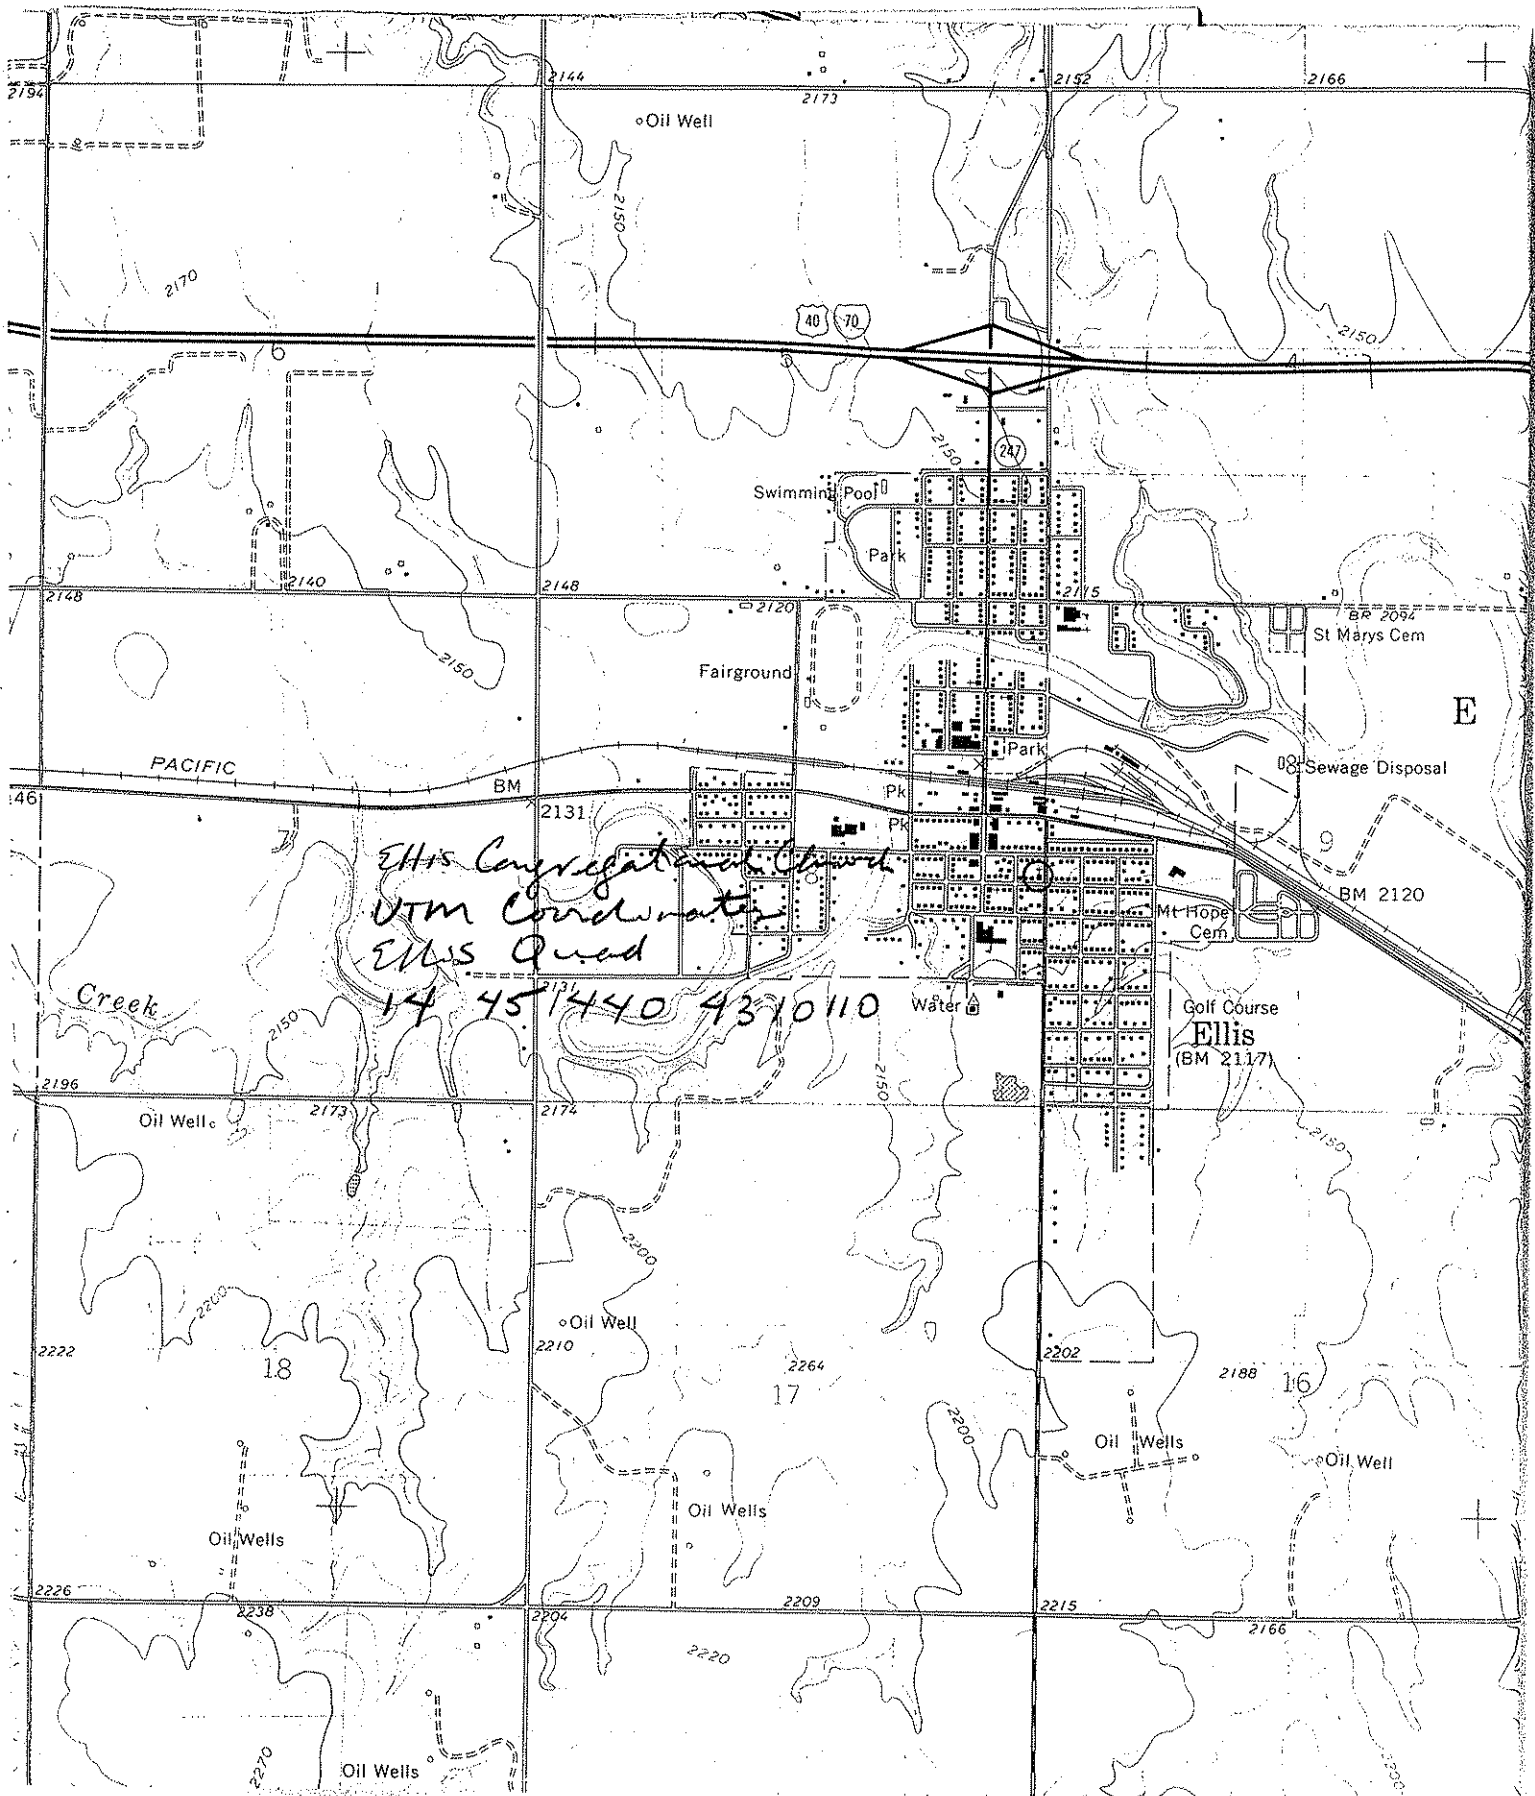 2194
2144
2173
2152
2166
Oil Well
2150
2170
40 70
6
5
4
2150
2150
247
Swimming Pool
Park
2148
2140
2148
2120
2115
BR 2094
St Marys Cem
2150
Fairground
E
PACIFIC
Park
Sewage Disposal
46
BM
2131
Pk
Pk
7
8
9
Ellis Congregational Church
UTM Coordinates
Ellis Quad
14 451440 4310110
BM 2120
Mt Hope
Cem
Creek
2150
2131
Water
Golf Course
Ellis
(BM 2117)
2150
2196
Oil Well
2173
2174
2150
2200
2200
Oil Well
2222
18
2210
2264
17
2202
2188
16
2200
Oil Wells
Oil Well
Oil Wells
Oil Wells
2226
2238
2204
2209
2215
2166
2220
2270
Oil Wells
2200